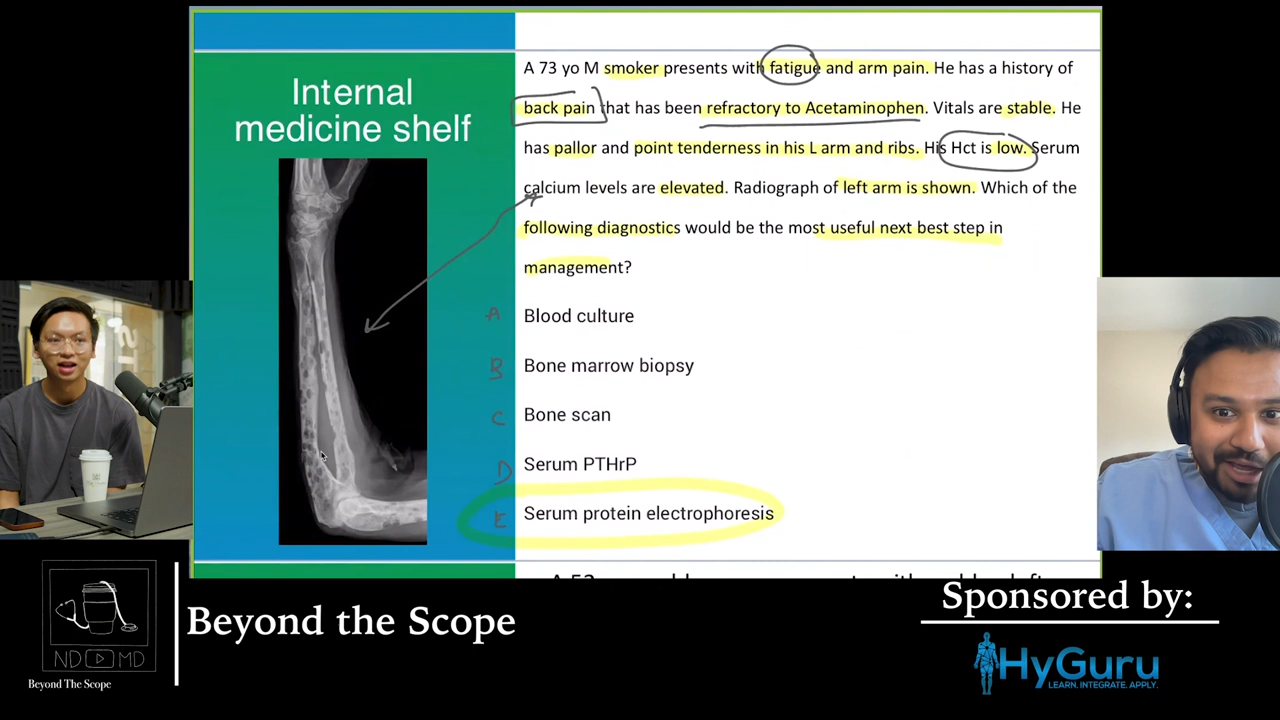 Internal
medicine shelf
A 73 yo M smoker presents with fatigue and arm pain. He has a history of
back pain that has been refractory to Acetaminophen. Vitals are stable. He
has pallor and point tenderness in his L arm and ribs. His Hct is low. Serum
calcium levels are elevated. Radiograph of left arm is shown. Which of the
following diagnostics would be the most useful next best step in
management?
A Blood culture
B Bone marrow biopsy
C Bone scan
D Serum PTHrP
E Serum protein electrophoresis
ND MD
Beyond The Scope
Beyond the Scope
Sponsored by:
HyGuru
LEARN. INTEGRATE. APPLY.